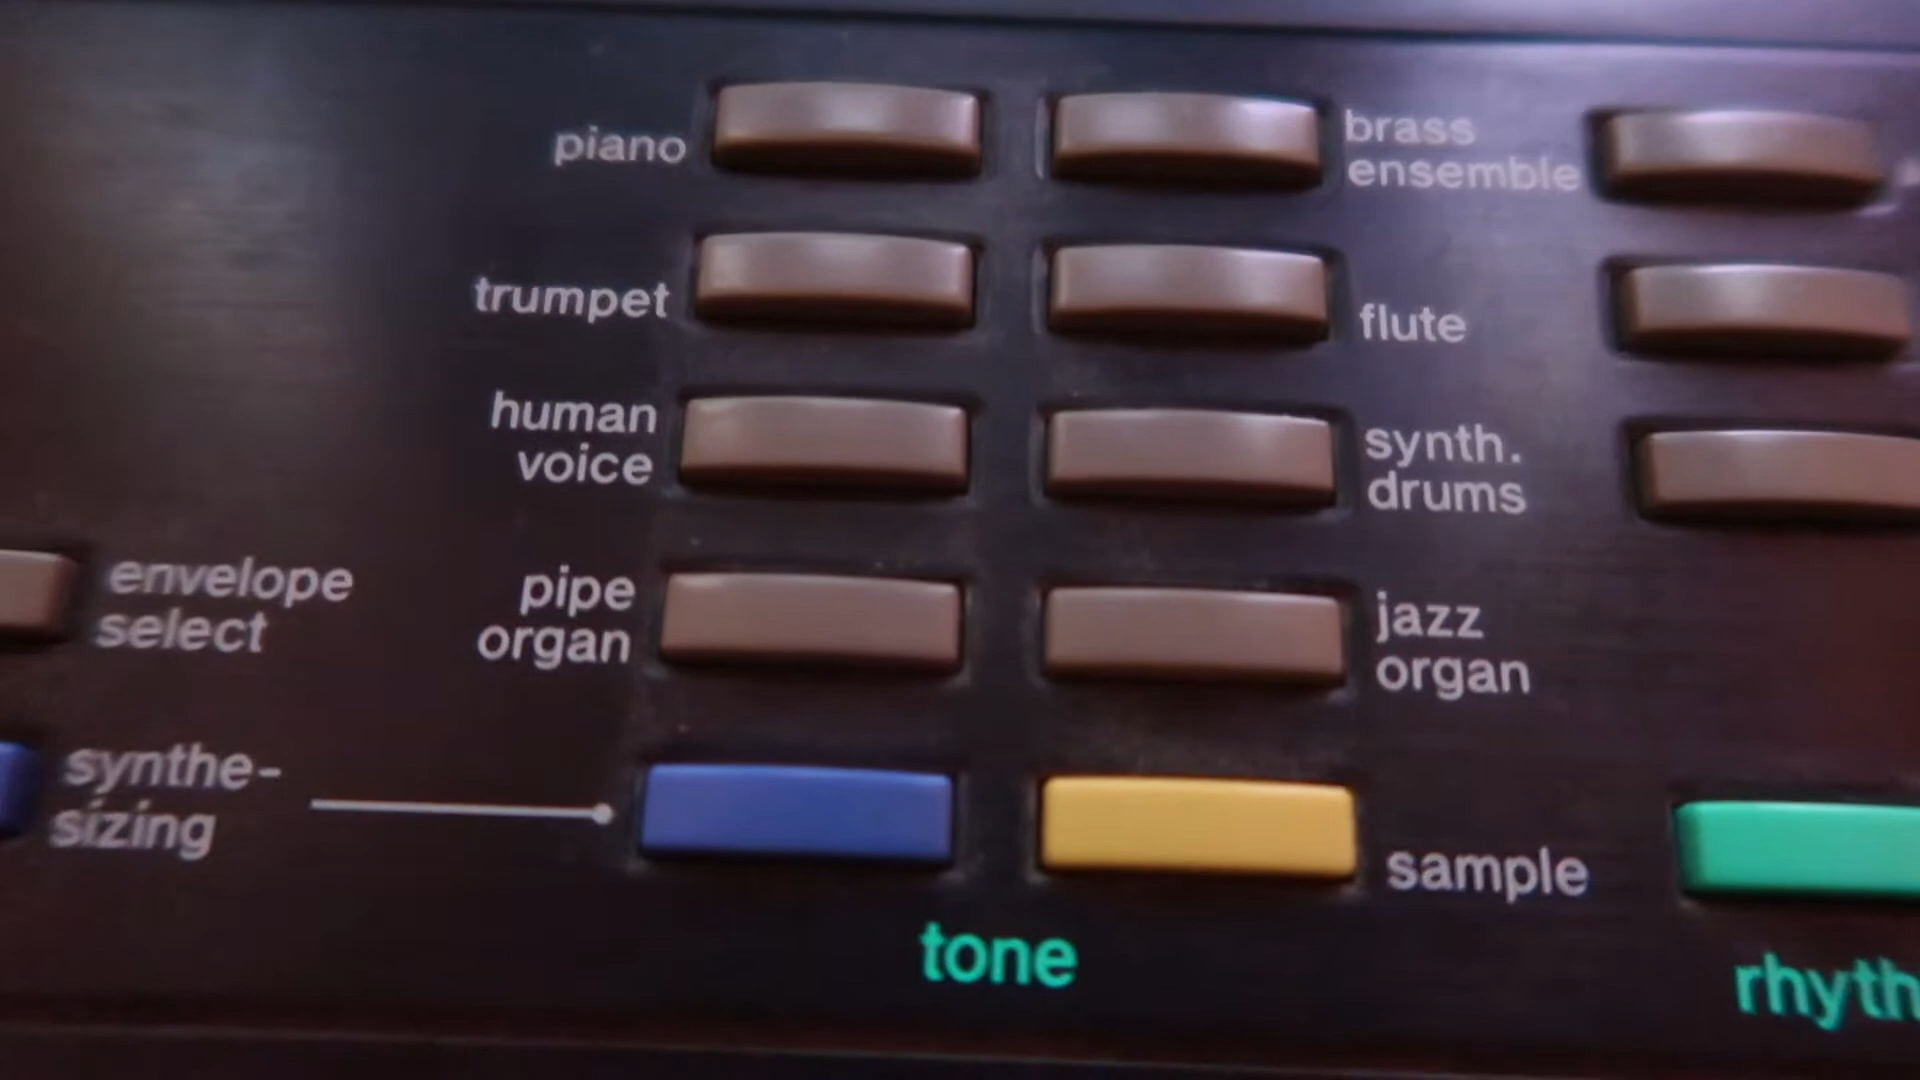 piano
brass
ensemble
trumpet
flute
human
voice
synth.
drums
envelope
select
pipe
organ
jazz
organ
synthe-
sizing
sample
tone
rhyth